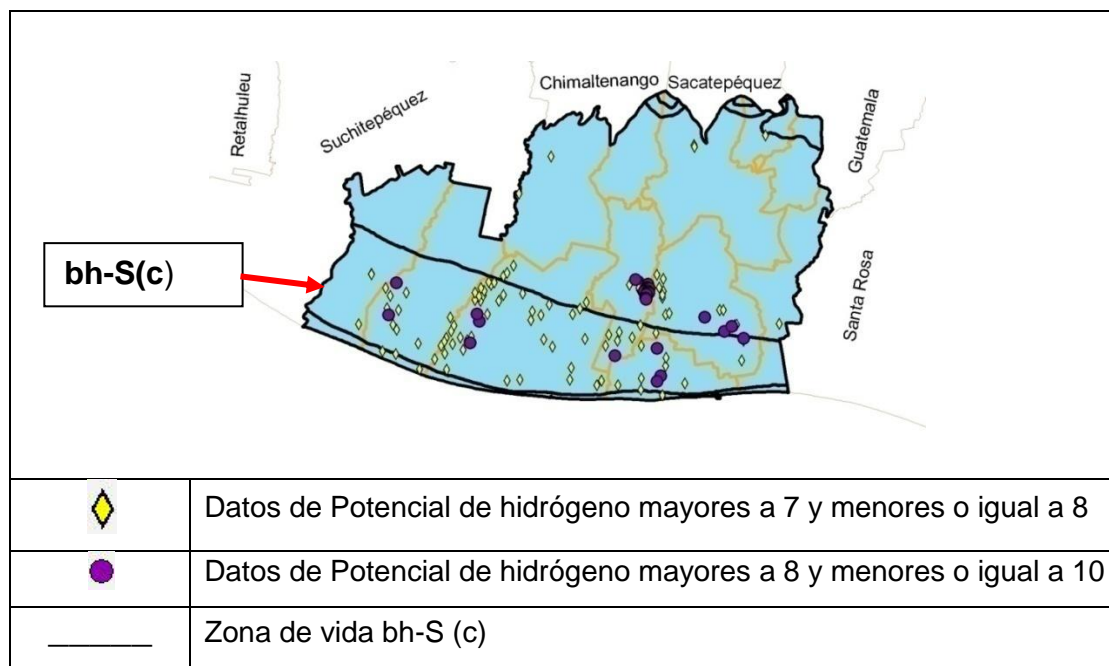 Chimaltenango
Sacatepéquez
Retalhuleu
Suchitepéquez
Guatemala
bh-S(c)
Santa Rosa
Datos de Potencial de hidrógeno mayores a 7 y menores o igual a 8
Datos de Potencial de hidrógeno mayores a 8 y menores o igual a 10
Zona de vida bh-S (c)